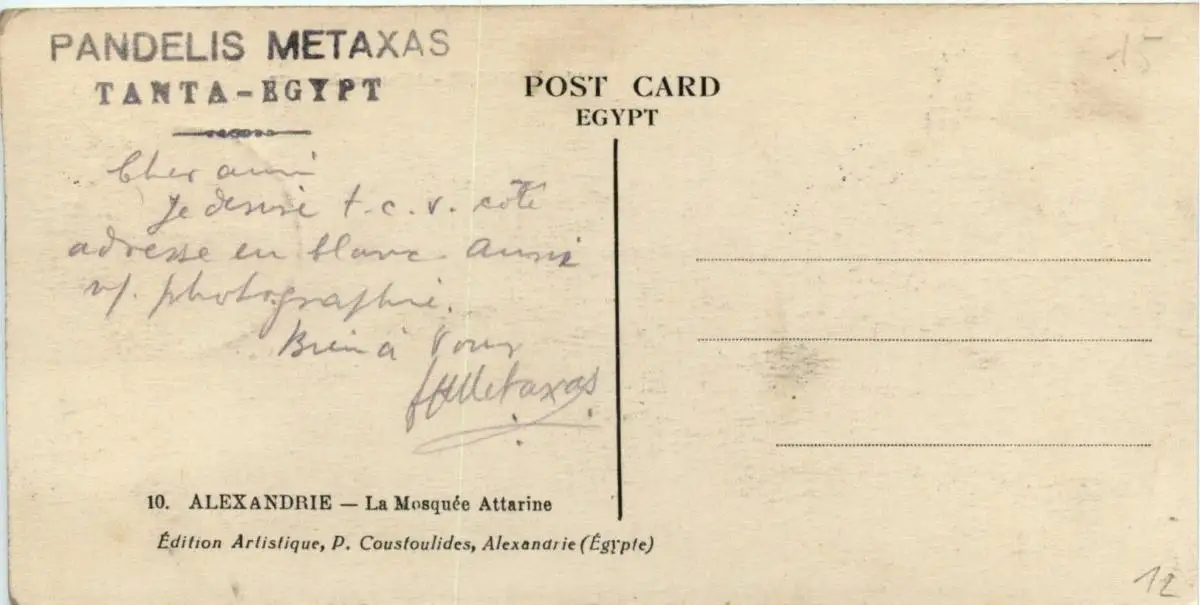 PANDELIS METAXAS
TANTA-EGYPT
POST CARD
EGYPT
15
Cher ami
Je desire t.c.v. coté
adresse en blanc. Aussi
v/. photographie.
Bien à Vous
Metaxas
10. ALEXANDRIE — La Mosquée Attarine
Édition Artistique, P. Coustoulides, Alexandrie (Égypte)
12